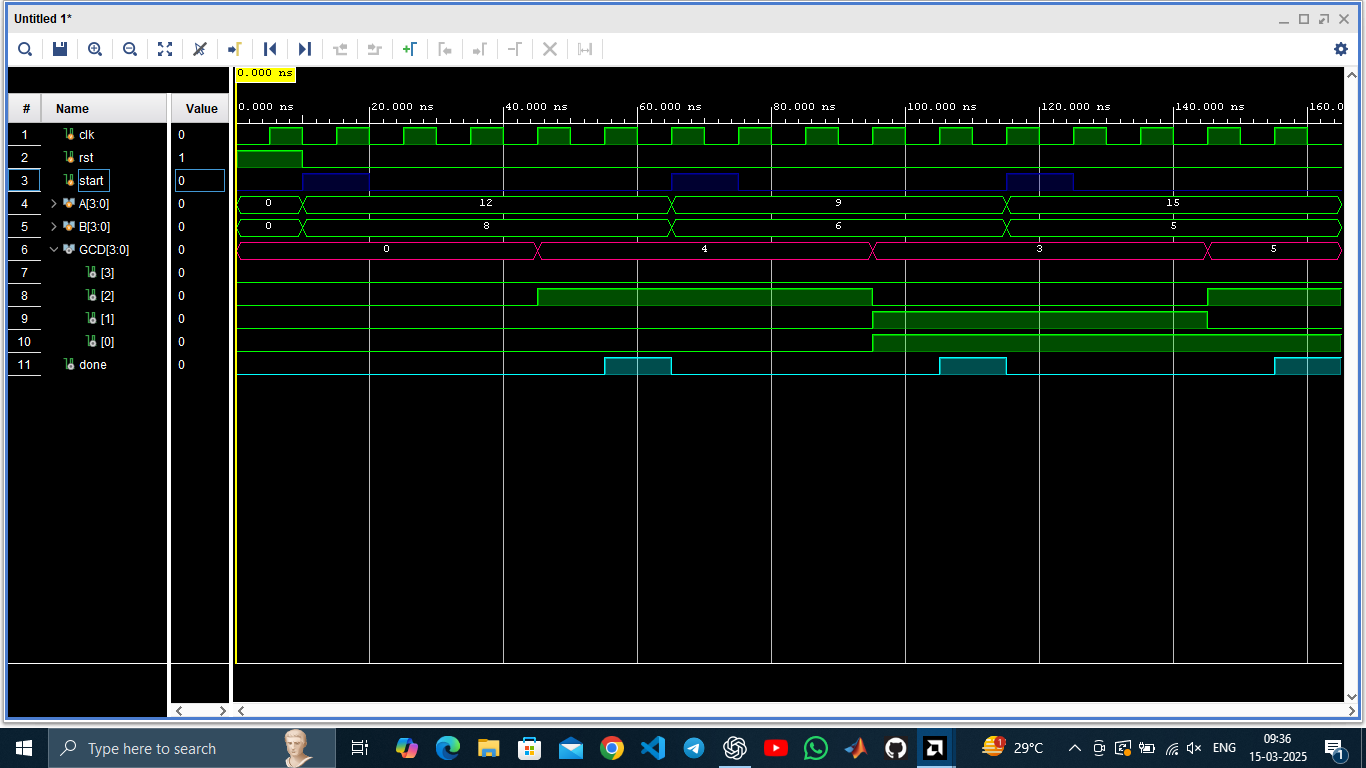 Untitled 1*
0.000 ns
# Name Value
0.000 ns 20.000 ns 40.000 ns 60.000 ns 80.000 ns 100.000 ns 120.000 ns 140.000 ns 160.0
1 clk 0
2 rst 1
3 start 0
4 A[3:0] 0 0 12 9 15
5 B[3:0] 0 0 8 6 5
6 GCD[3:0] 0 0 4 3 5
7 [3] 0
8 [2] 0
9 [1] 0
10 [0] 0
11 done 0
Type here to search 1 29°C ENG 09:36
15-03-2025 1